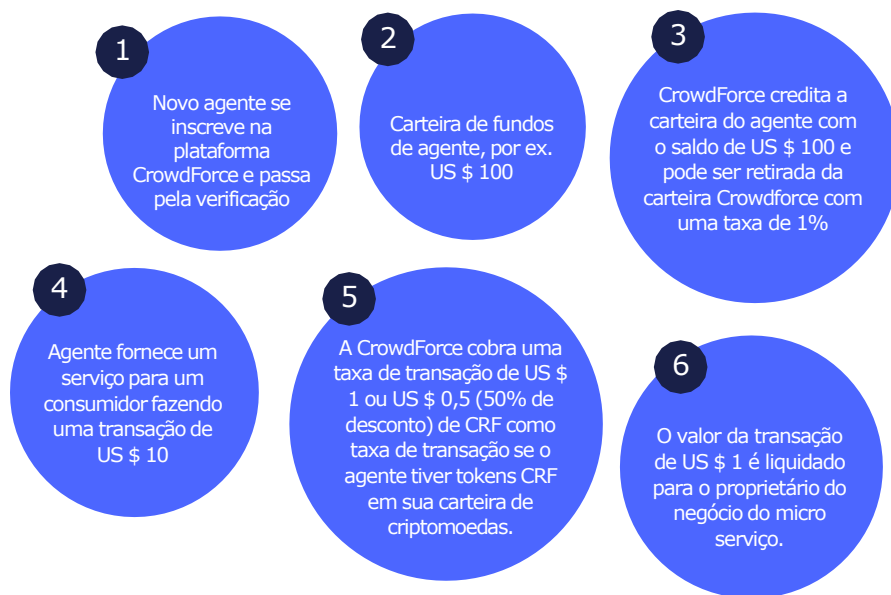 1
Novo agente se
inscreve na
plataforma
CrowdForce e passa
pela verificação
2
Carteira de fundos
de agente, por ex.
US $ 100
3
CrowdForce credita a
carteira do agente com
o saldo de US $ 100 e
pode ser retirada da
carteira Crowdforce com
uma taxa de 1%
4
Agente fornece um
serviço para um
consumidor fazendo
uma transação de
US $ 10
5
A CrowdForce cobra uma
taxa de transação de US $
1 ou US $ 0,5 (50% de
desconto) de CRF como
taxa de transação se o
agente tiver tokens CRF
em sua carteira de
criptomoedas.
6
O valor da transação
de US $ 1 é liquidado
para o proprietário do
negócio do micro
serviço.